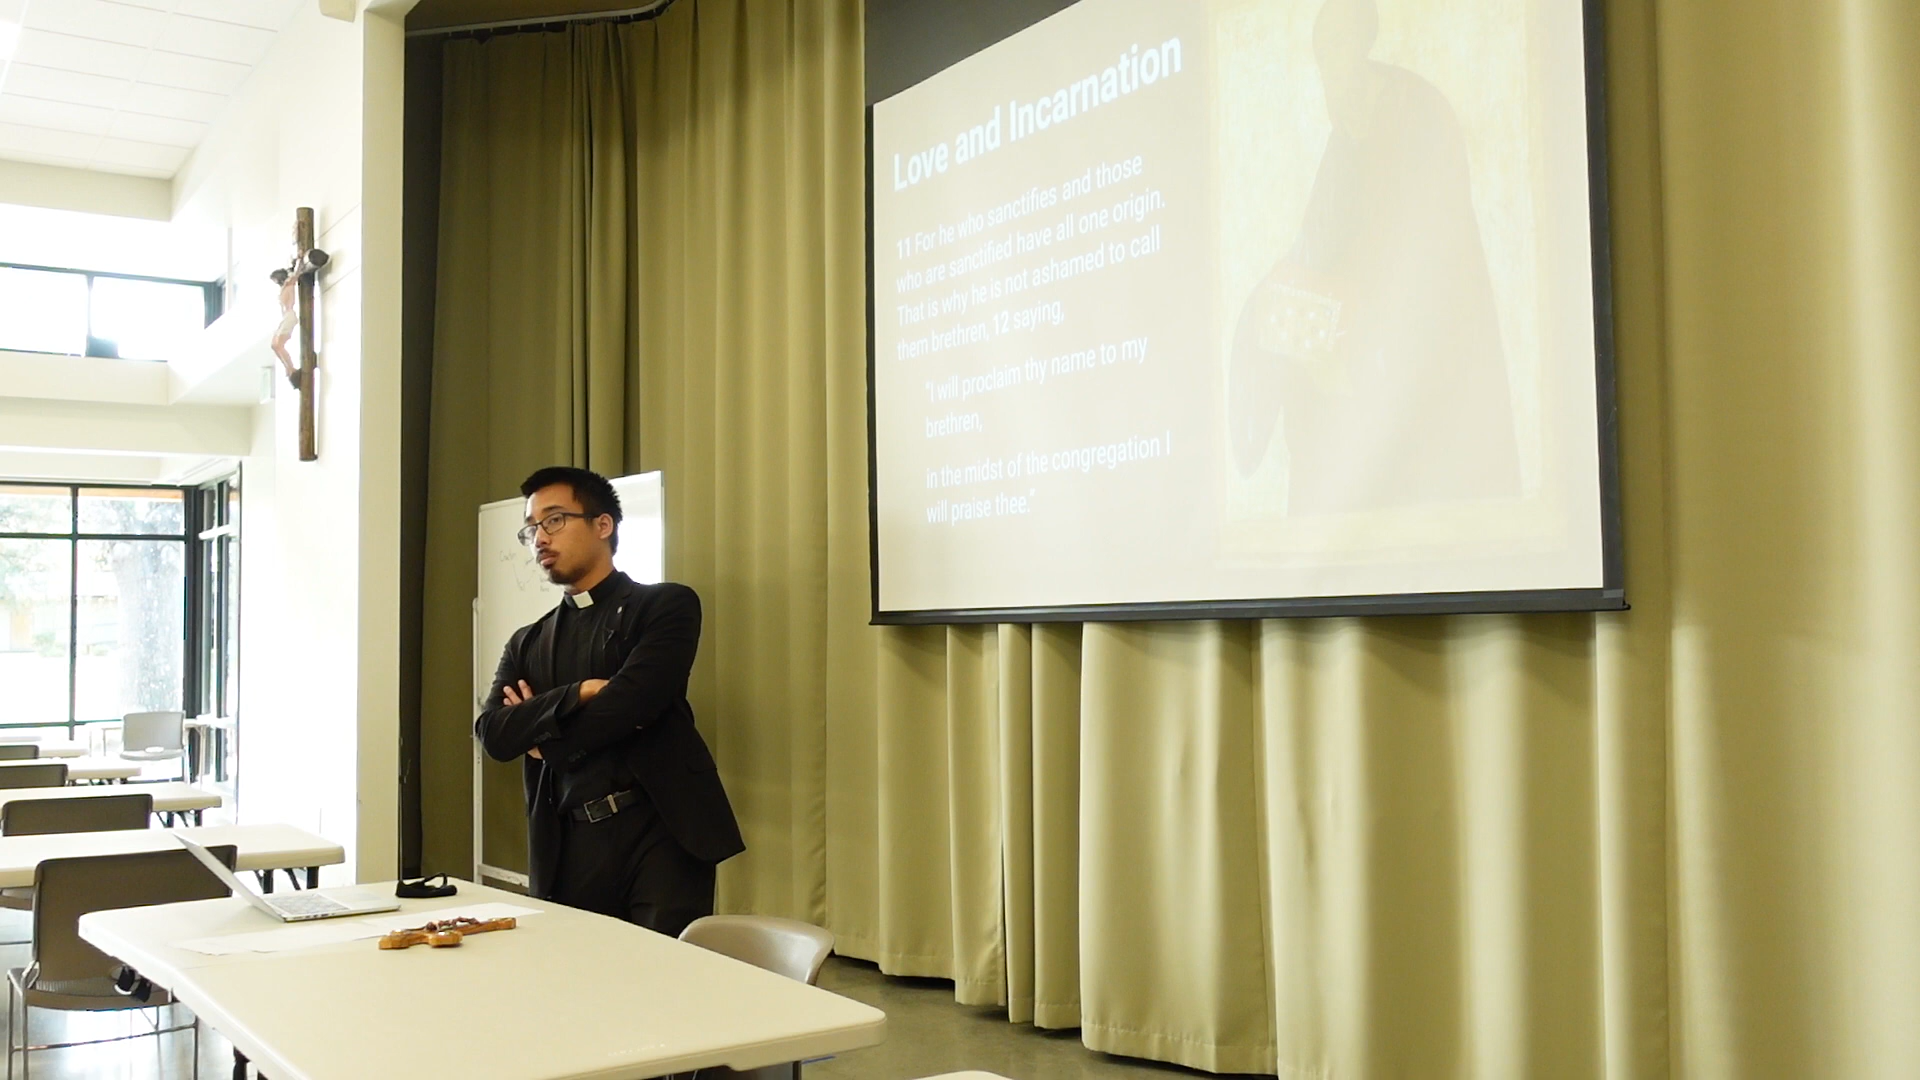 Love and Incarnation
11 For he who sanctifies and those
who are sanctified have all one origin.
That is why he is not ashamed to call
them brethren, 12 saying,
"I will proclaim thy name to my
brethren,
in the midst of the congregation I
will praise thee."